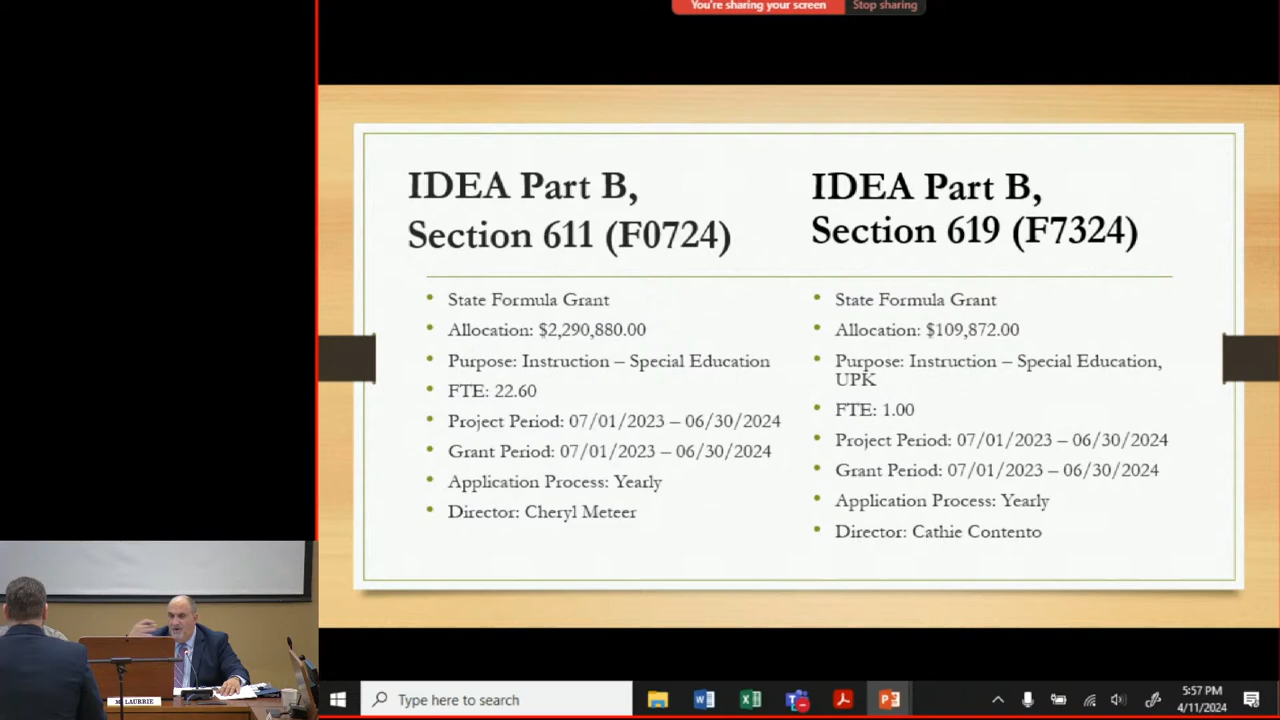 You're sharing your screen
Stop sharing
IDEA Part B,
Section 611 (F0724)
• State Formula Grant
• Allocation: $2,290,880.00
• Purpose: Instruction – Special Education
• FTE: 22.60
• Project Period: 07/01/2023 – 06/30/2024
• Grant Period: 07/01/2023 – 06/30/2024
• Application Process: Yearly
• Director: Cheryl Meteer
IDEA Part B,
Section 619 (F7324)
• State Formula Grant
• Allocation: $109,872.00
• Purpose: Instruction – Special Education,
UPK
• FTE: 1.00
• Project Period: 07/01/2023 – 06/30/2024
• Grant Period: 07/01/2023 – 06/30/2024
• Application Process: Yearly
• Director: Cathie Contento
LAURRIE
Type here to search
5:57 PM
4/11/2024